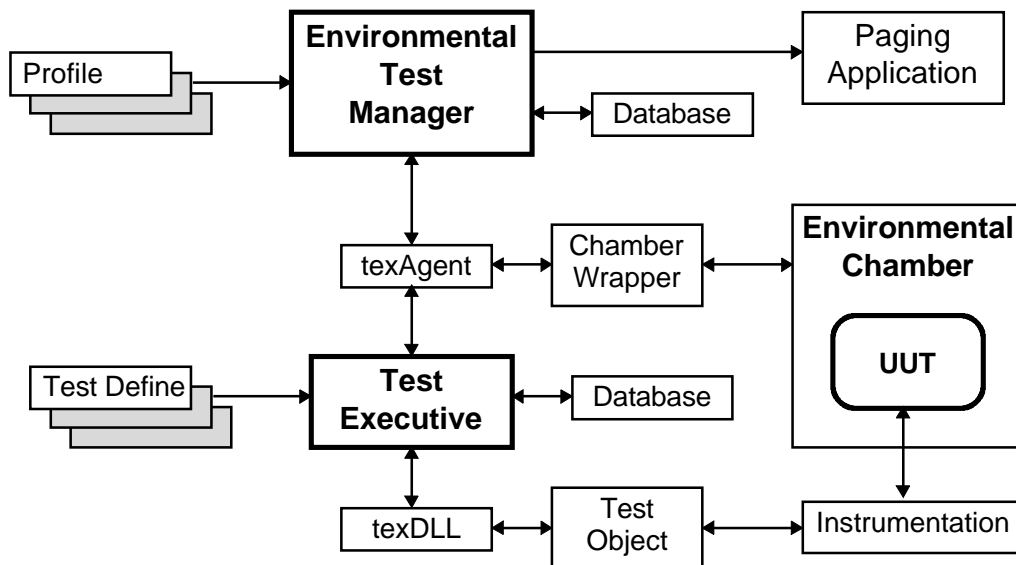 Profile
Environmental
Test
Manager
Paging
Application
Database
texAgent
Chamber
Wrapper
Environmental
Chamber
UUT
Test Define
Test
Executive
Database
texDLL
Test
Object
Instrumentation